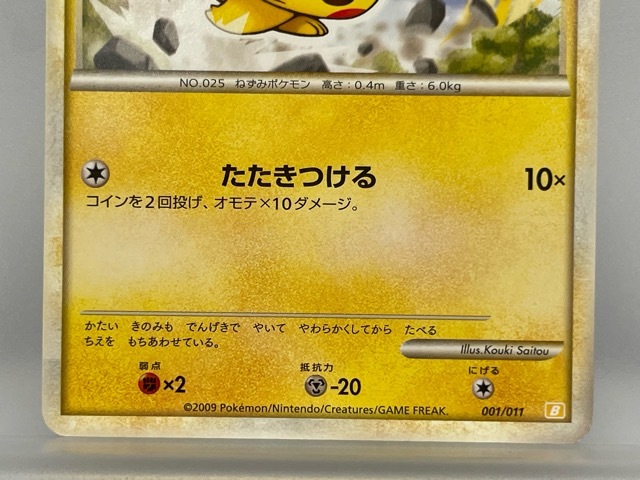 NO.025 ねずみポケモン 高さ:0.4m 重さ:6.0kg
たたきつける 10×
コインを2回投げ、オモテ×10ダメージ。
かたい きのみも でんげきで やいて やわらかくしてから たべる
ちえを もちあわせている。
Illus.Kouki Saitou
弱点 抵抗力 にげる
×2 -20
©2009 Pokémon/Nintendo/Creatures/GAME FREAK. 001/011 B